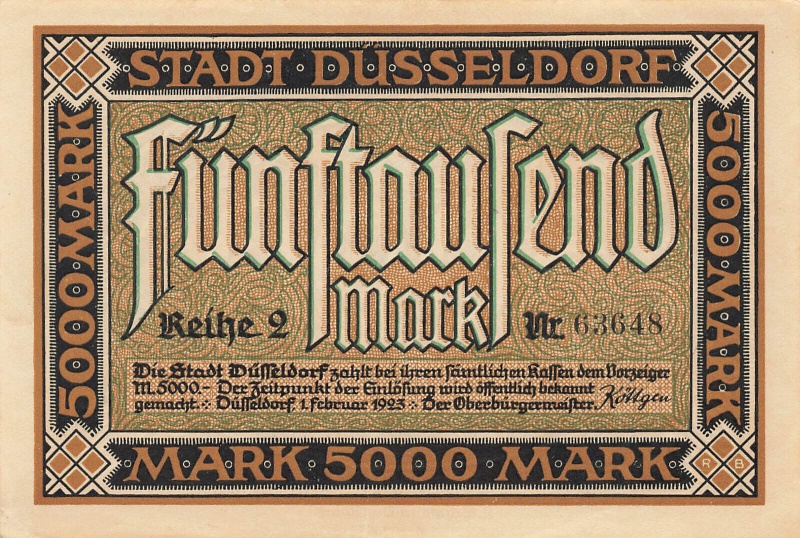 STADT DÜSSELDORF
5000 MARK
5000 MARK
Fünftausend
Mark
Reihe 2
Nr. 63648
Die Stadt Düsseldorf zahlt bei ihren sämtlichen Kassen dem Vorzeiger
M. 5000.- Der Zeitpunkt der Einlösung wird öffentlich bekannt
gemacht. Düsseldorf, 1. Februar 1923 Der Oberbürgermeister. Köttgen
MARK 5000 MARK
R B